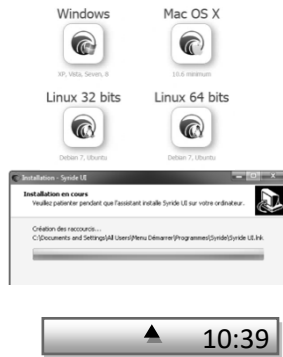 Windows
Mac OS X
XP, Vista, Seven, 8
10.6 minimum
Linux 32 bits
Linux 64 bits
Debian 7, Ubuntu
Debian 7, Ubuntu
Installation - Syride UI
Installation en cours
Veuillez patienter pendant que l'assistant installe Syride UI sur votre ordinateur.
Création des raccourcis...
C:\Documents and Settings\All Users\Menu Démarrer\Programmes\Syride\Syride UI.lnk
10:39